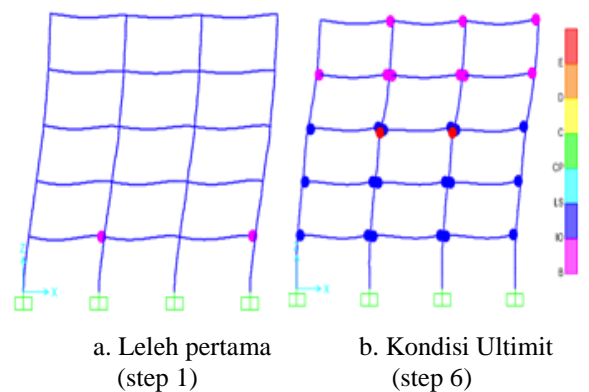 E
D
C
CP
LS
IO
B
Z
X
X
a. Leleh pertama b. Kondisi Ultimit
(step 1) (step 6)